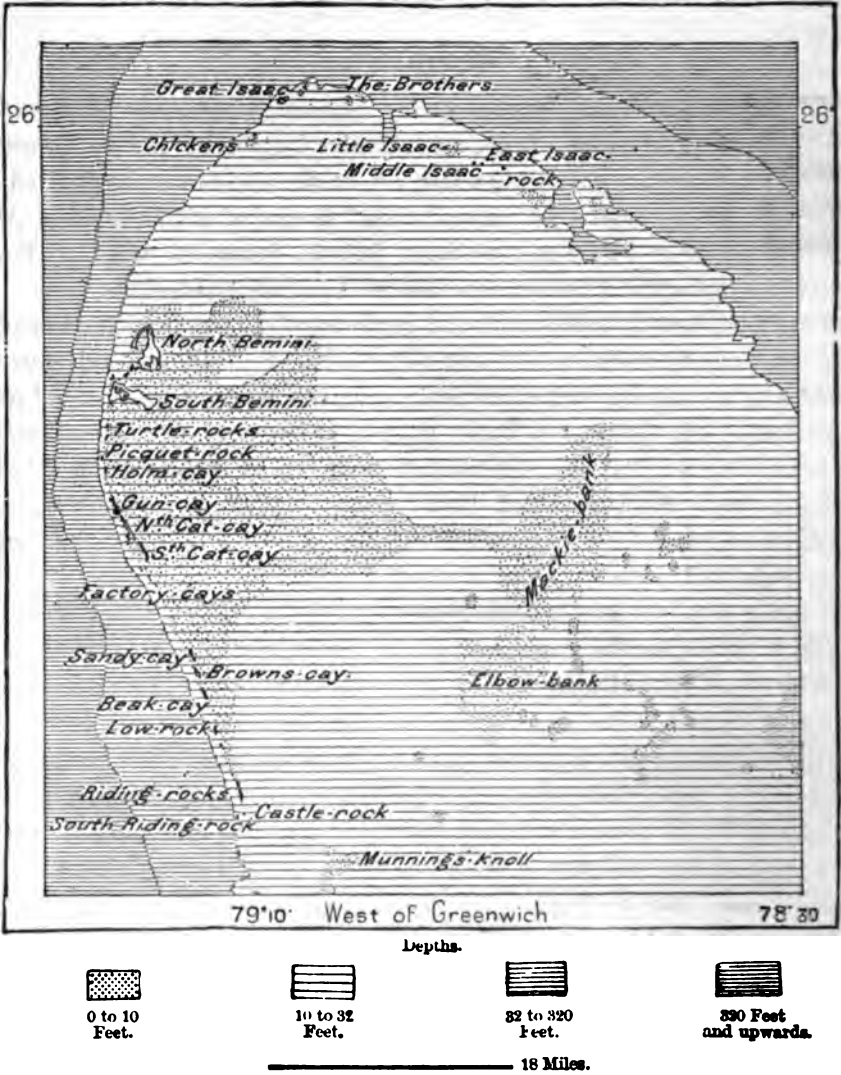 Great Isaac The Brothers
26° 26°
Chickens Little Isaac East Isaac
Middle Isaac rock
North Bemini
South Bemini
Turtle-rocks
Picquet-rock
Holm-cay
Gun-cay
Nth Cat-cay
Sth Cat-cay
Mackie-bank
Factory-cays
Sandy-cay
Browns-cay
Elbow-bank
Beak-cay
Low-rock
Riding-rocks
Castle-rock
South Riding-rock
Munnings-knoll
79°10' West of Greenwich 78°30
Depths.
0 to 10 10 to 32 32 to 320 320 Feet
Feet. Feet. Feet. and upwards.
18 Miles.